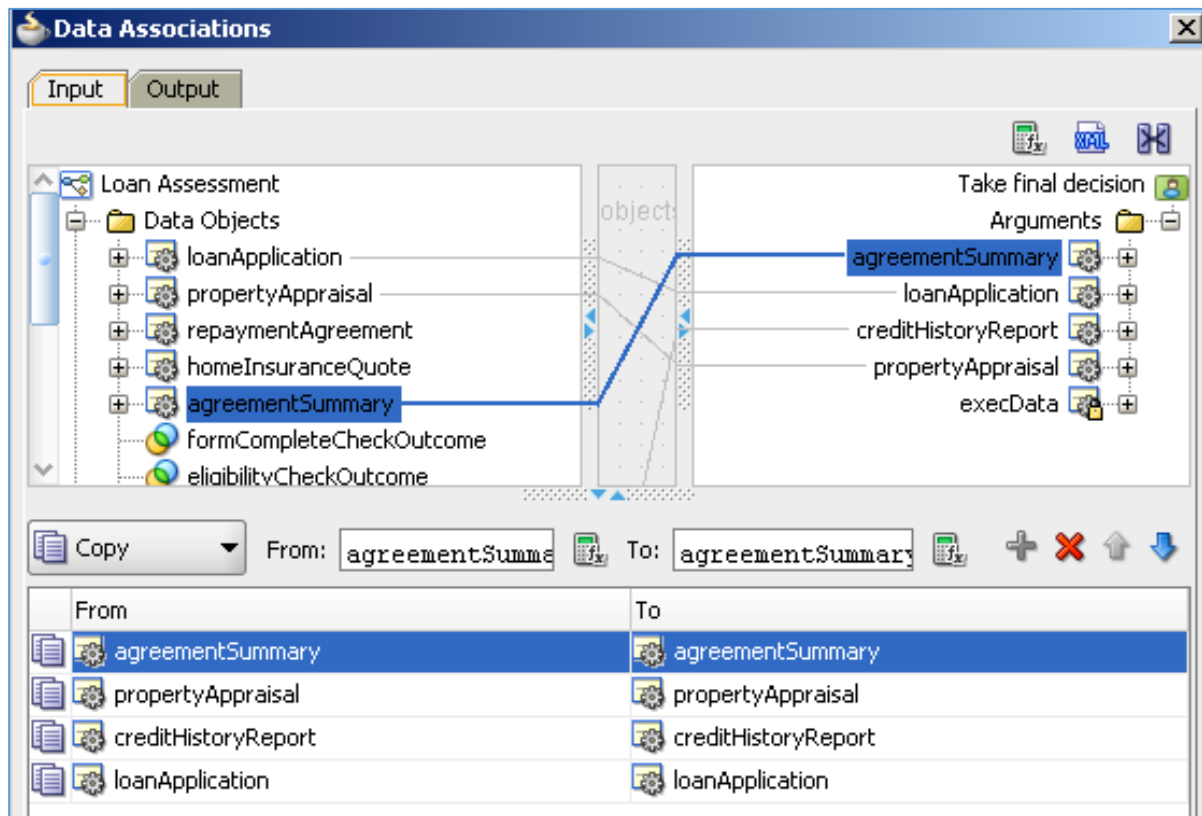 Data Associations
Input Output
Loan Assessment
Data Objects
loanApplication
propertyAppraisal
repaymentAgreement
homeInsuranceQuote
agreementSummary
formCompleteCheckOutcome
eligibilityCheckOutcome
objects
Take final decision
Arguments
agreementSummary
loanApplication
creditHistoryReport
propertyAppraisal
execData
Copy From: agreementSumma To: agreementSummary
From To
agreementSummary agreementSummary
propertyAppraisal propertyAppraisal
creditHistoryReport creditHistoryReport
loanApplication loanApplication